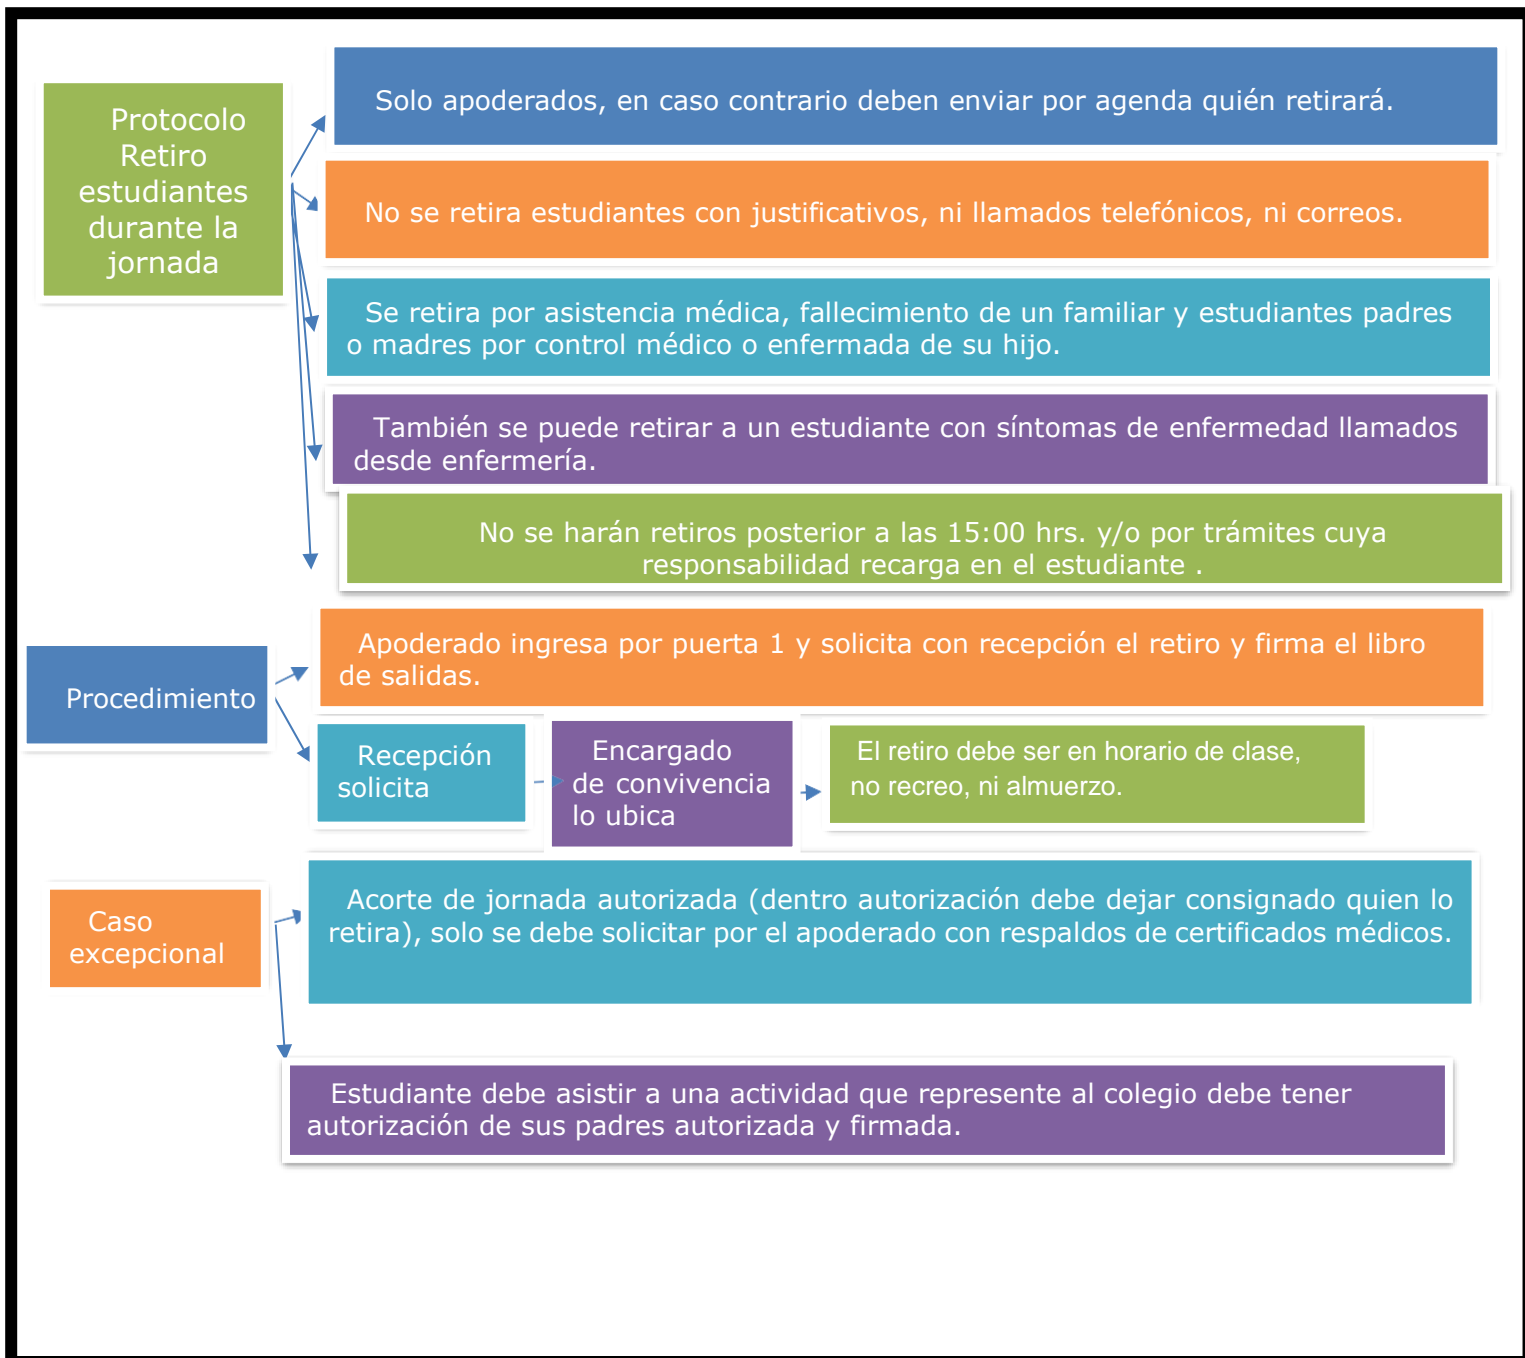 Protocolo
Retiro
estudiantes
durante la
jornada
Solo apoderados, en caso contrario deben enviar por agenda quién retirará.
No se retira estudiantes con justificativos, ni llamados telefónicos, ni correos.
Se retira por asistencia médica, fallecimiento de un familiar y estudiantes padres
o madres por control médico o enfermada de su hijo.
También se puede retirar a un estudiante con síntomas de enfermedad llamados
desde enfermería.
No se harán retiros posterior a las 15:00 hrs. y/o por trámites cuya
responsabilidad recarga en el estudiante .
Procedimiento
Apoderado ingresa por puerta 1 y solicita con recepción el retiro y firma el libro
de salidas.
Recepción
solicita
Encargado
de convivencia
lo ubica
El retiro debe ser en horario de clase,
no recreo, ni almuerzo.
Caso
excepcional
Acorte de jornada autorizada (dentro autorización debe dejar consignado quien lo
retira), solo se debe solicitar por el apoderado con respaldos de certificados médicos.
Estudiante debe asistir a una actividad que represente al colegio debe tener
autorización de sus padres autorizada y firmada.